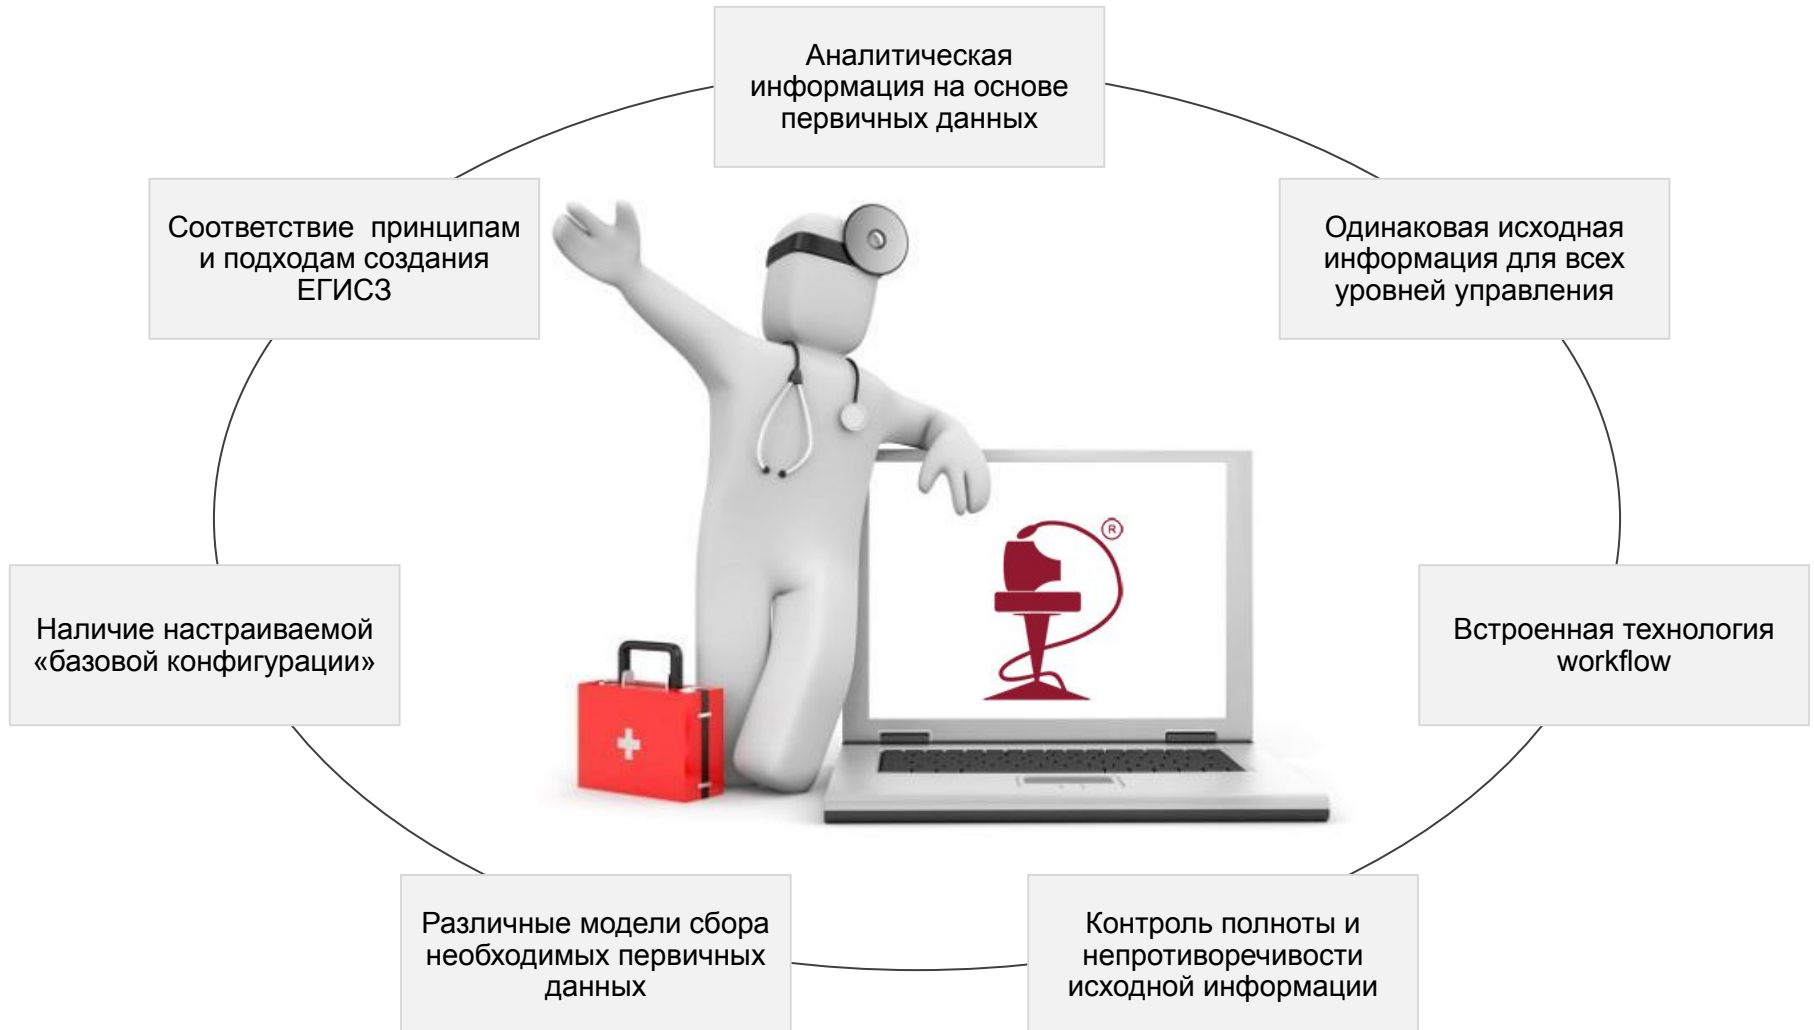 Аналитическая
информация на основе
первичных данных
Соответствие принципам
и подходам создания
ЕГИСЗ
Одинаковая исходная
информация для всех
уровней управления
®
Наличие настраиваемой
«базовой конфигурации»
Встроенная технология
workflow
Различные модели сбора
необходимых первичных
данных
Контроль полноты и
непротиворечивости
исходной информации